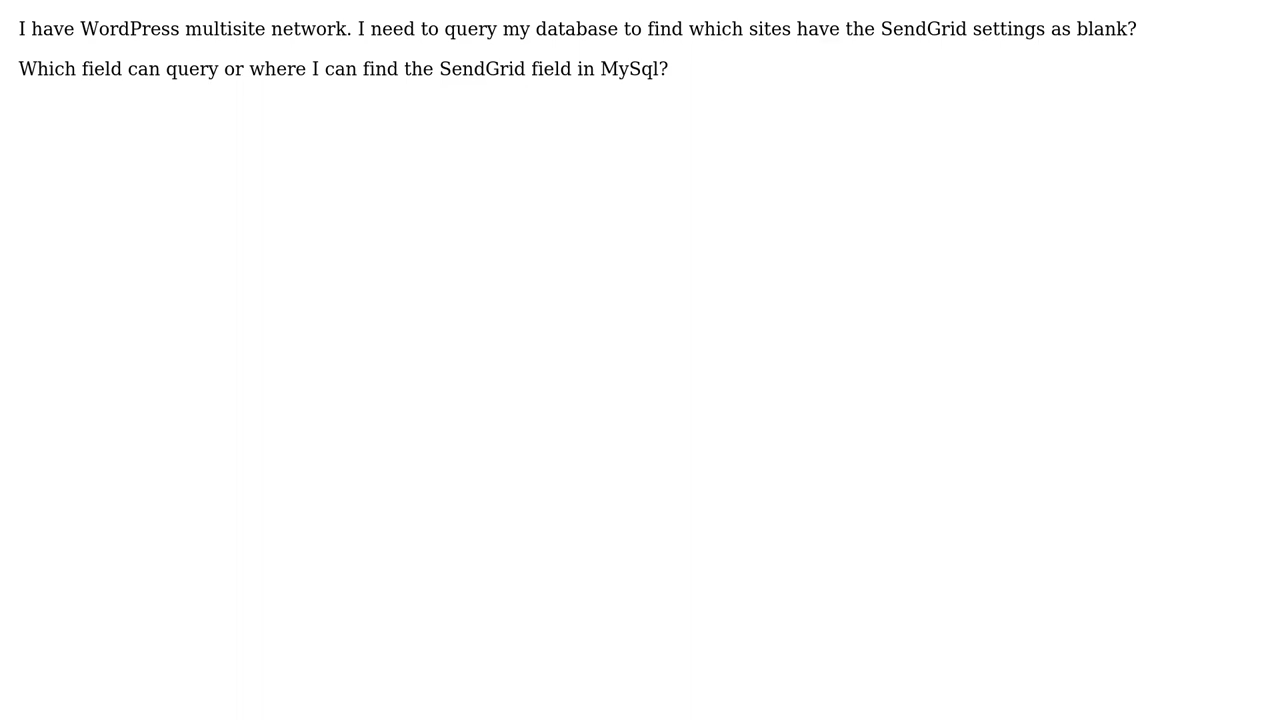 I have WordPress multisite network. I need to query my database to find which sites have the SendGrid settings as blank?
Which field can query or where I can find the SendGrid field in MySql?